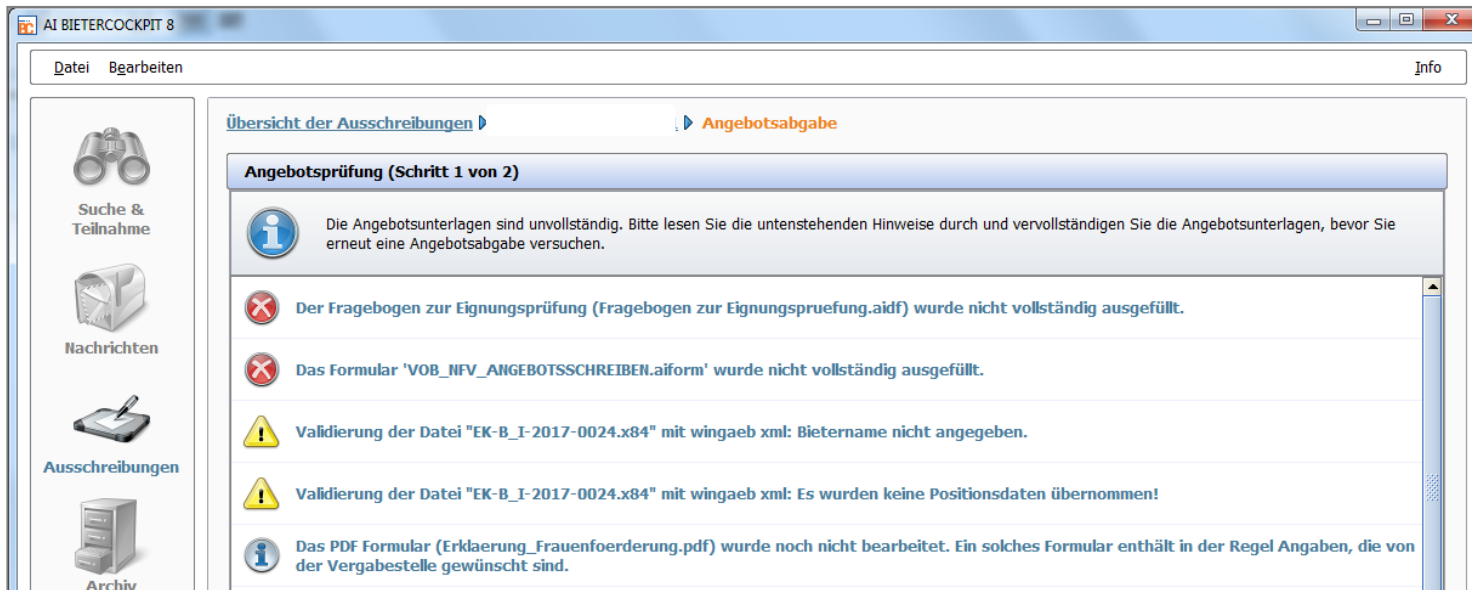 AI BIETERCOCKPIT 8
Datei Bearbeiten Info
Übersicht der Ausschreibungen Angebotsabgabe
Angebotsprüfung (Schritt 1 von 2)
Die Angebotsunterlagen sind unvollständig. Bitte lesen Sie die untenstehenden Hinweise durch und vervollständigen Sie die Angebotsunterlagen, bevor Sie
erneut eine Angebotsabgabe versuchen.
Suche &
Teilnahme
Nachrichten
Ausschreibungen
Archiv
Der Fragebogen zur Eignungsprüfung (Fragebogen zur Eignungspruefung.aidf) wurde nicht vollständig ausgefüllt.
Das Formular 'VOB_NFV_ANGEBOTSSCHREIBEN.aiform' wurde nicht vollständig ausgefüllt.
Validierung der Datei "EK-B_I-2017-0024.x84" mit wingaeb xml: Bietername nicht angegeben.
Validierung der Datei "EK-B_I-2017-0024.x84" mit wingaeb xml: Es wurden keine Positionsdaten übernommen!
Das PDF Formular (Erklaerung_Frauenfoerderung.pdf) wurde noch nicht bearbeitet. Ein solches Formular enthält in der Regel Angaben, die von
der Vergabestelle gewünscht sind.